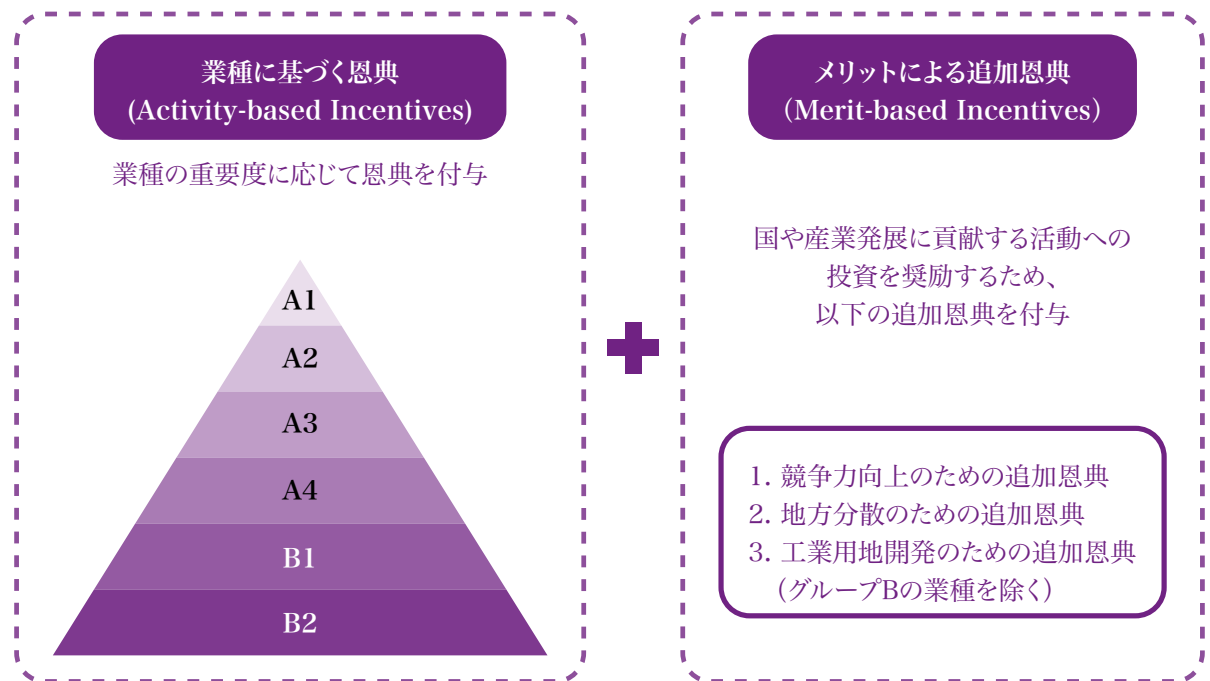 業種に基づく恩典
(Activity-based Incentives)
業種の重要度に応じて恩典を付与
A1
A2
A3
A4
B1
B2
メリットによる追加恩典
（Merit-based Incentives）
国や産業発展に貢献する活動への
投資を奨励するため、
以下の追加恩典を付与
1. 競争力向上のための追加恩典
2. 地方分散のための追加恩典
3. 工業用地開発のための追加恩典
(グループBの業種を除く)